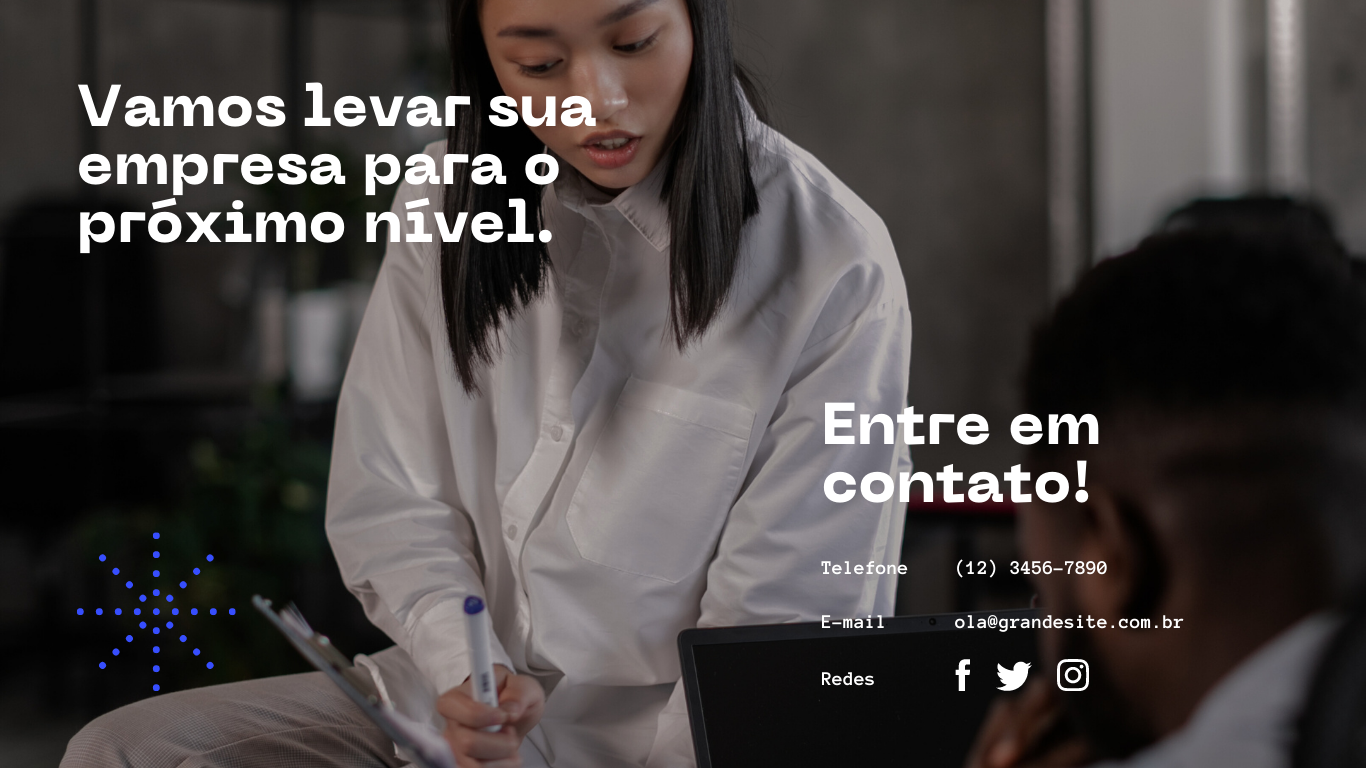 Vamos levar sua
empresa para o
próximo nível.
Entre em
contato!
Telefone (12) 3456-7890
E-mail ola@grandesite.com.br
Redes